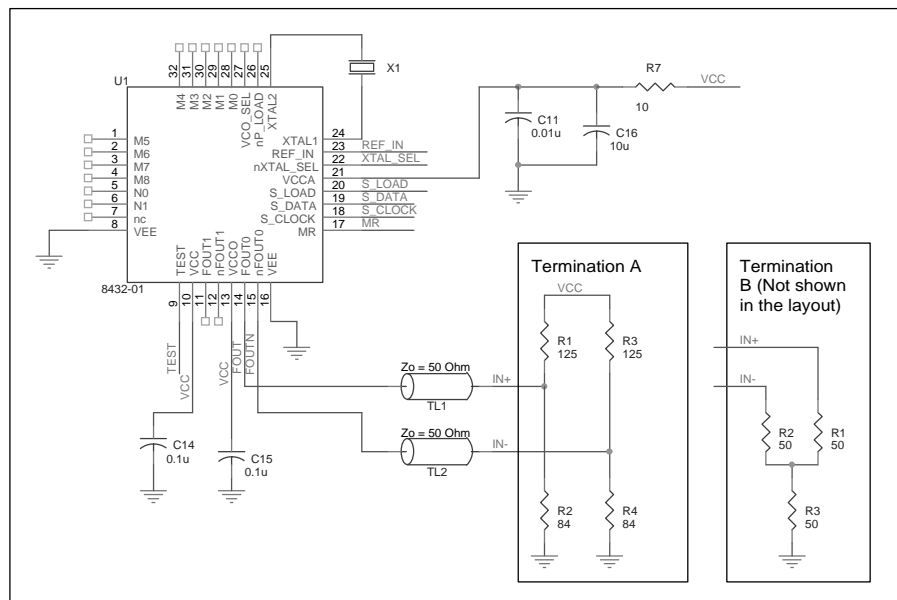 U1
32
31
30
29
28
27
26
25
M4
M3
M2
M1
M0
VCO_SEL
nP_LOAD
XTAL2
X1
1
2
3
4
5
6
7
8
M5
M6
M7
M8
N0
N1
nc
VEE
XTAL1
REF_IN
nXTAL_SEL
VCCA
S_LOAD
S_DATA
S_CLOCK
MR
24
23
22
21
20
19
18
17
REF_IN
XTAL_SEL
S_LOAD
S_DATA
S_CLOCK
MR
C11
0.01u
C16
10u
R7
10
VCC
TEST
VCC
FOUT1
nFOUT1
VCCO
FOUT0
nFOUT0
VEE
8432-01
9
10
11
12
13
14
15
16
TEST
VCC
VCC
FOUT
FOUTN
C14
0.1u
C15
0.1u
Zo = 50 Ohm
TL1
IN+
Zo = 50 Ohm
TL2
IN-
Termination A
VCC
R1
125
R3
125
R2
84
R4
84
Termination
B (Not shown
in the layout)
IN+
IN-
R2
50
R1
50
R3
50